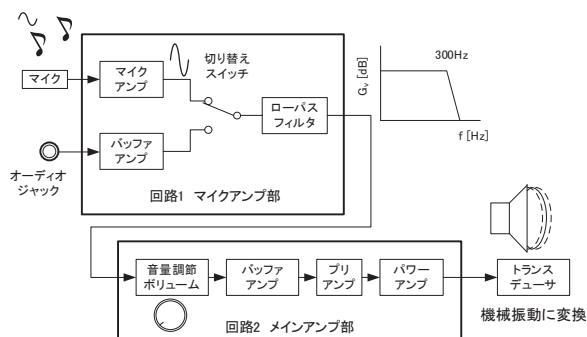 マイク
マイク
アンプ
切り替え
スイッチ
ローパス
フィルタ
Gv [dB]
300Hz
f [Hz]
オーディオ
ジャック
バッファ
アンプ
回路1 マイクアンプ部
音量調節
ボリューム
バッファ
アンプ
プリ
アンプ
パワー
アンプ
トランス
デューサ
機械振動に変換
回路2 メインアンプ部